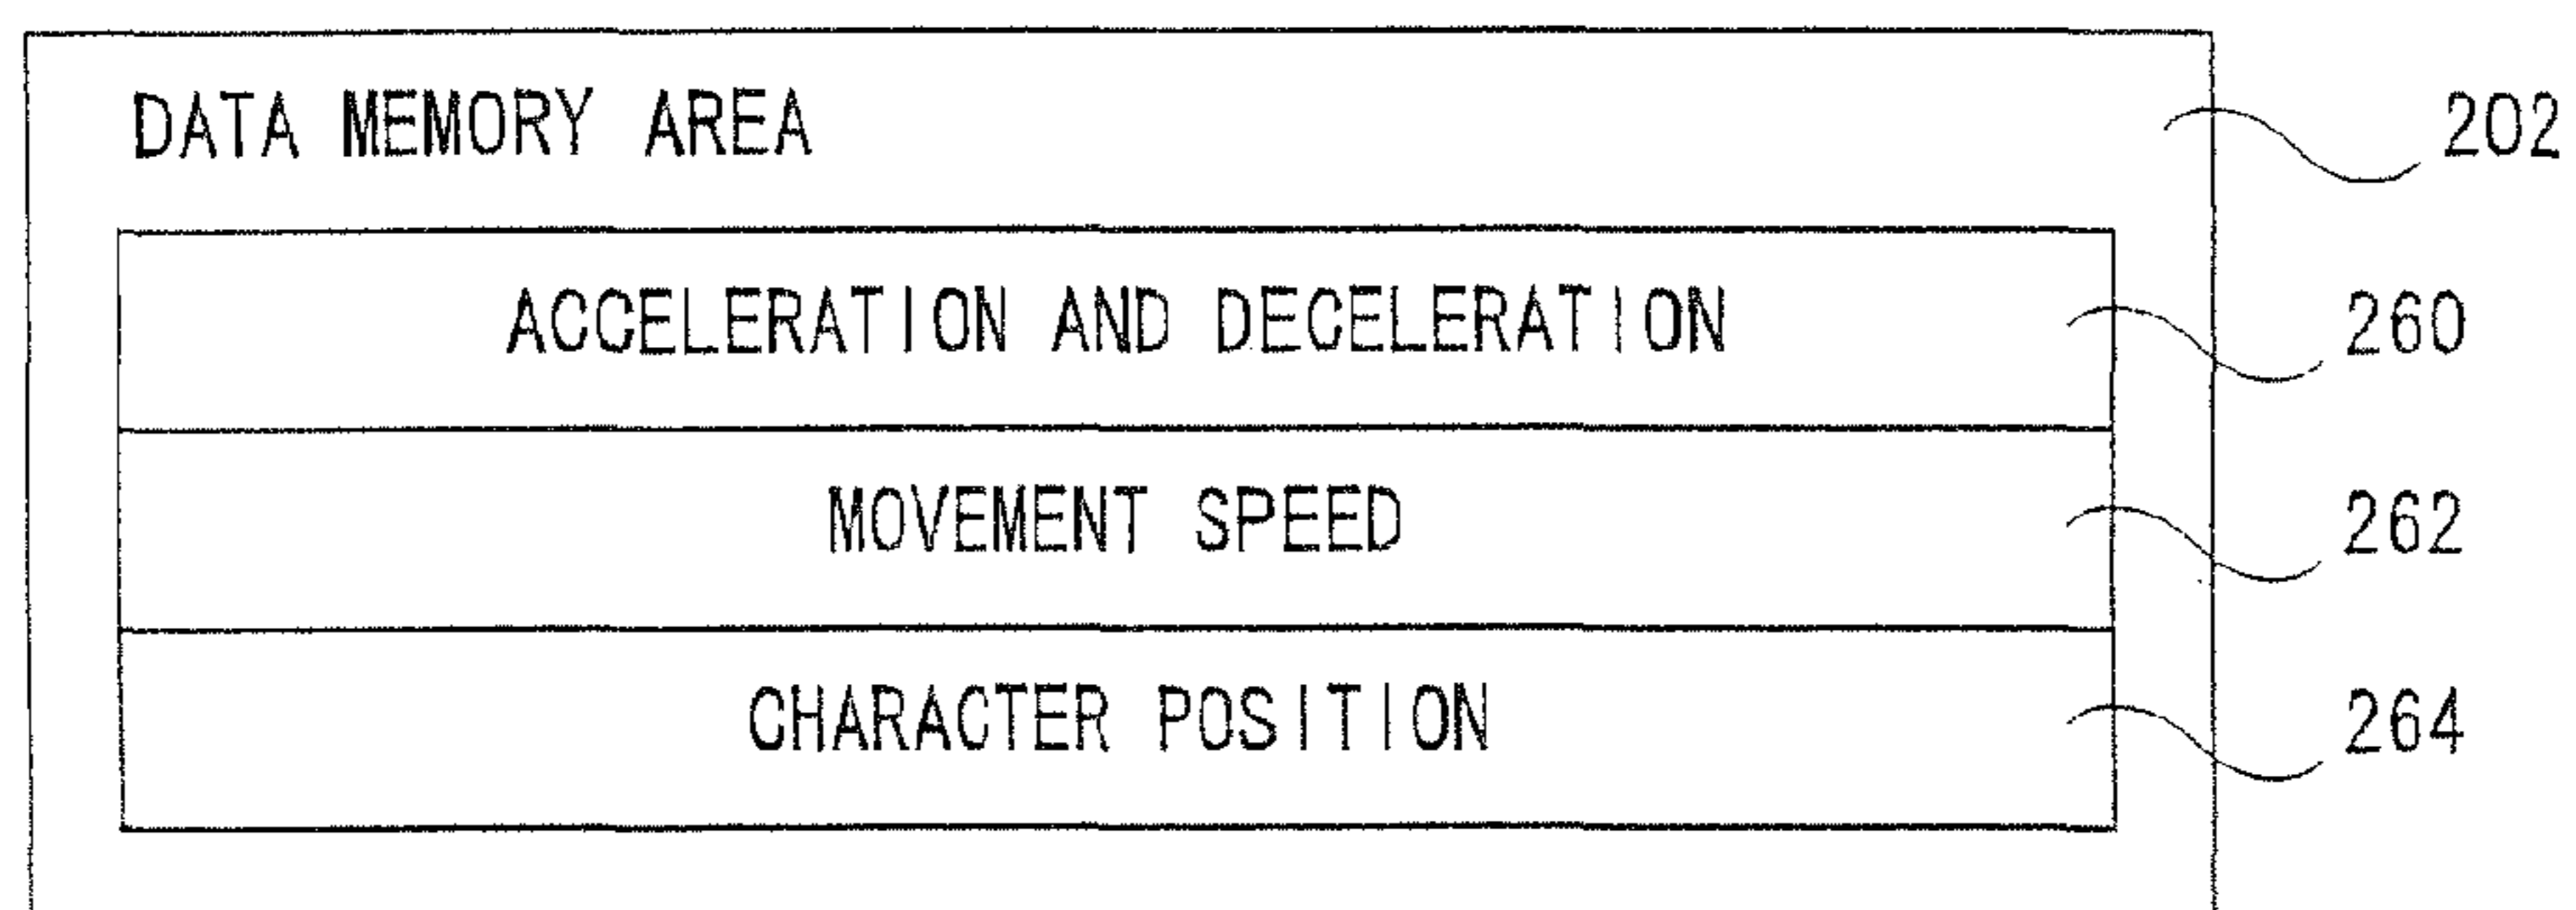 DATA MEMORY AREA 202
ACCELERATION AND DECELERATION 260
MOVEMENT SPEED 262
CHARACTER POSITION 264